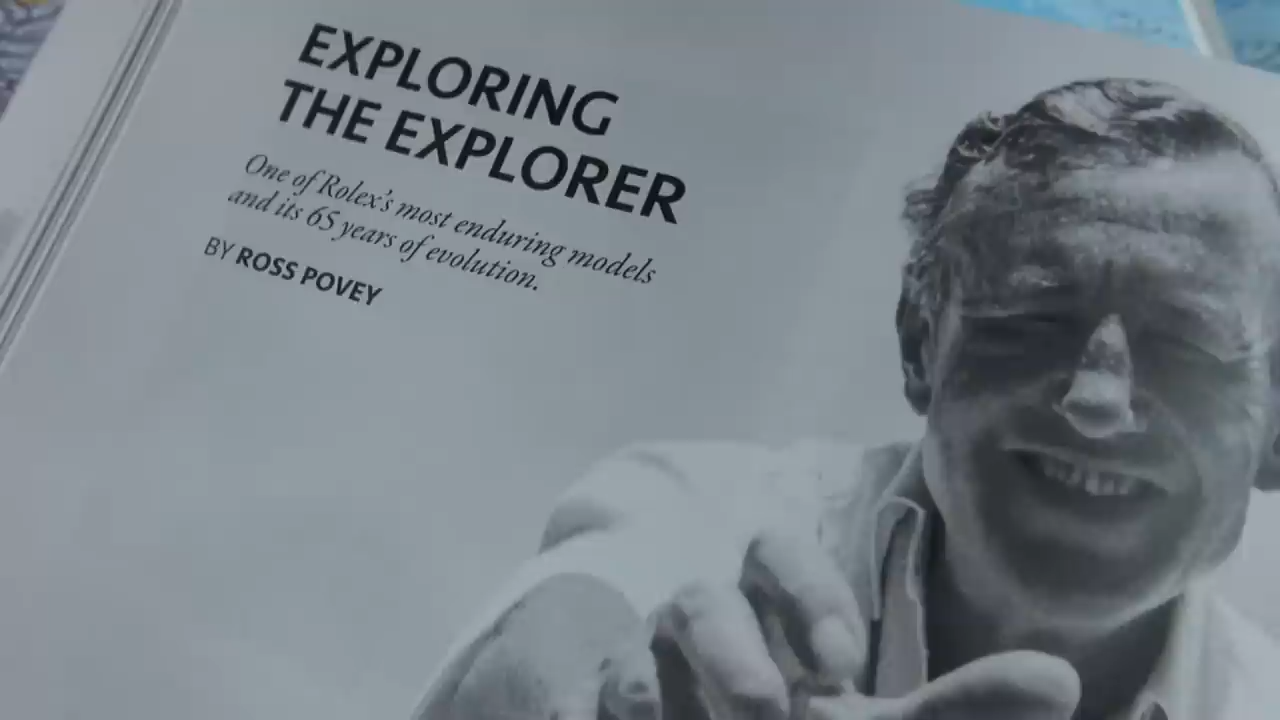 EXPLORING
THE EXPLORER
One of Rolex's most enduring models
and its 65 years of evolution.
BY ROSS POVEY